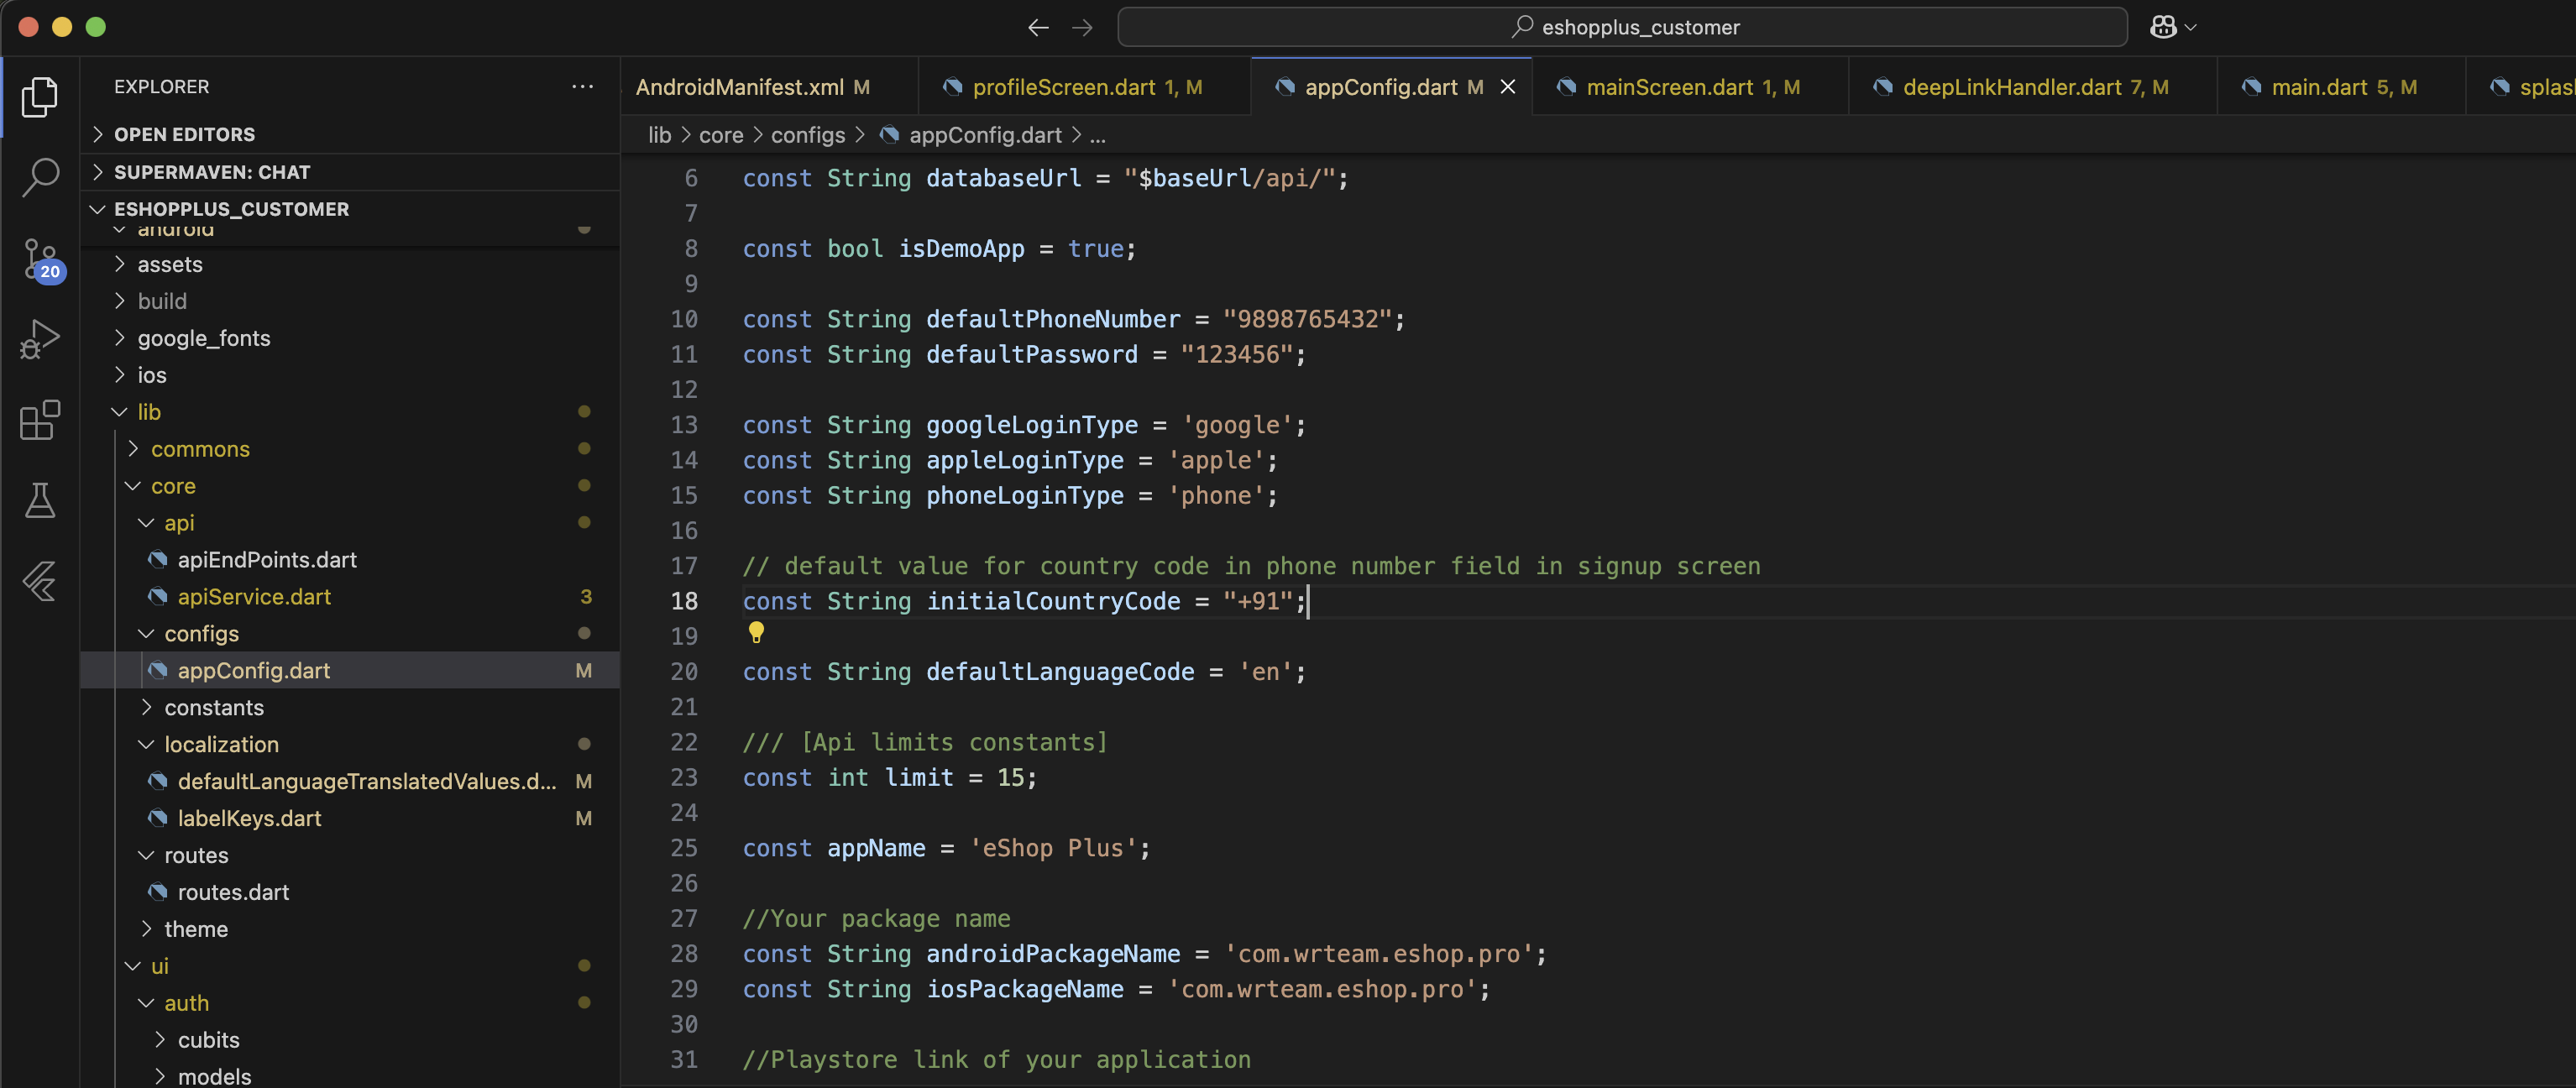 eshopplus_customer
EXPLORER
OPEN EDITORS
SUPERMAVEN: CHAT
ESHOPPLUS_CUSTOMER
android
assets
build
google_fonts
ios
lib
commons
core
api
apiEndPoints.dart
apiService.dart 3
configs
appConfig.dart M
constants
localization
defaultLanguageTranslatedValues.d... M
labelKeys.dart M
routes
routes.dart
theme
ui
auth
cubits
models
20
AndroidManifest.xml M
profileScreen.dart 1, M
appConfig.dart M
mainScreen.dart 1, M
deepLinkHandler.dart 7, M
main.dart 5, M
splas
lib > core > configs > appConfig.dart > ...
6 const String databaseUrl = "$baseUrl/api/";
7
8 const bool isDemoApp = true;
9
10 const String defaultPhoneNumber = "9898765432";
11 const String defaultPassword = "123456";
12
13 const String googleLoginType = 'google';
14 const String appleLoginType = 'apple';
15 const String phoneLoginType = 'phone';
16
17 // default value for country code in phone number field in signup screen
18 const String initialCountryCode = "+91";
19
20 const String defaultLanguageCode = 'en';
21
22 /// [Api limits constants]
23 const int limit = 15;
24
25 const appName = 'eShop Plus';
26
27 //Your package name
28 const String androidPackageName = 'com.wrteam.eshop.pro';
29 const String iosPackageName = 'com.wrteam.eshop.pro';
30
31 //Playstore link of your application